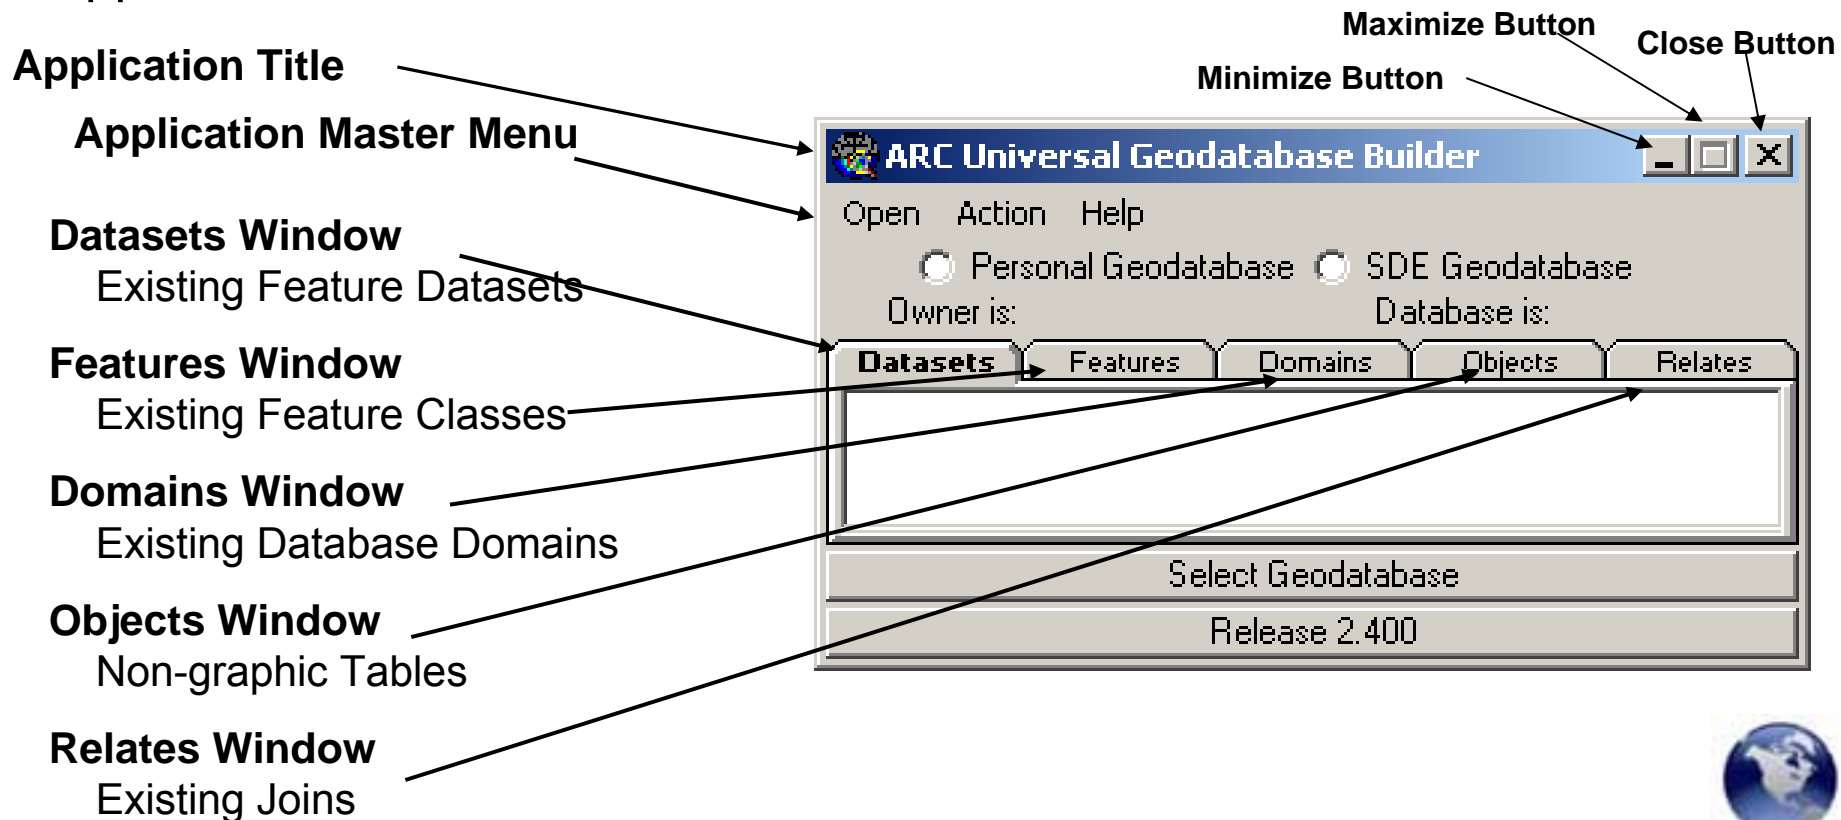 Maximize Button
Close Button
Application Title
Minimize Button
Application Master Menu
ARC Universal Geodatabase Builder
Open Action Help
Datasets Window
Existing Feature Datasets
Personal Geodatabase SDE Geodatabase
Owner is: Database is:
Features Window
Existing Feature Classes
Datasets Features Domains Objects Relates
Domains Window
Existing Database Domains
Select Geodatabase
Objects Window
Non-graphic Tables
Release 2.400
Relates Window
Existing Joins